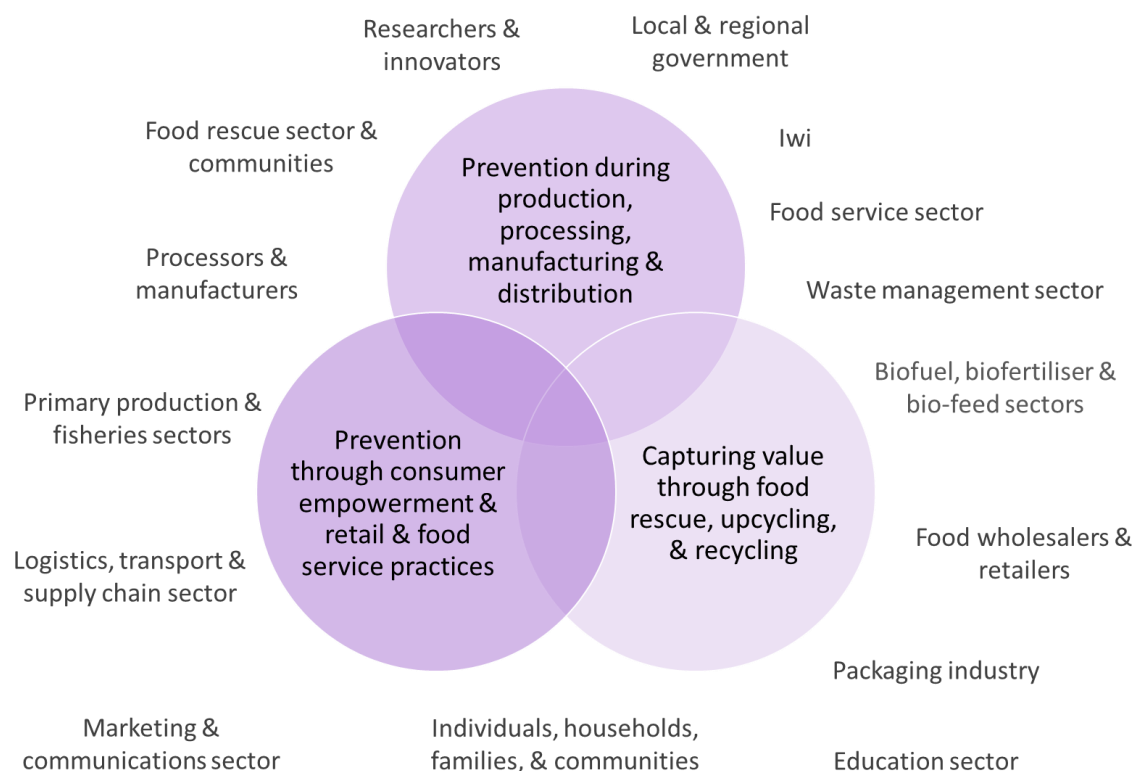 Researchers &
innovators
Local & regional
government
Food rescue sector &
communities
Iwi
Prevention during
production,
processing,
manufacturing &
distribution
Food service sector
Processors &
manufacturers
Waste management sector
Biofuel, biofertiliser &
bio-feed sectors
Primary production &
fisheries sectors
Prevention
through consumer
empowerment &
retail & food
service practices
Capturing value
through food
rescue, upcycling,
& recycling
Food wholesalers &
retailers
Logistics, transport &
supply chain sector
Packaging industry
Marketing &
communications sector
Individuals, households,
families, & communities
Education sector